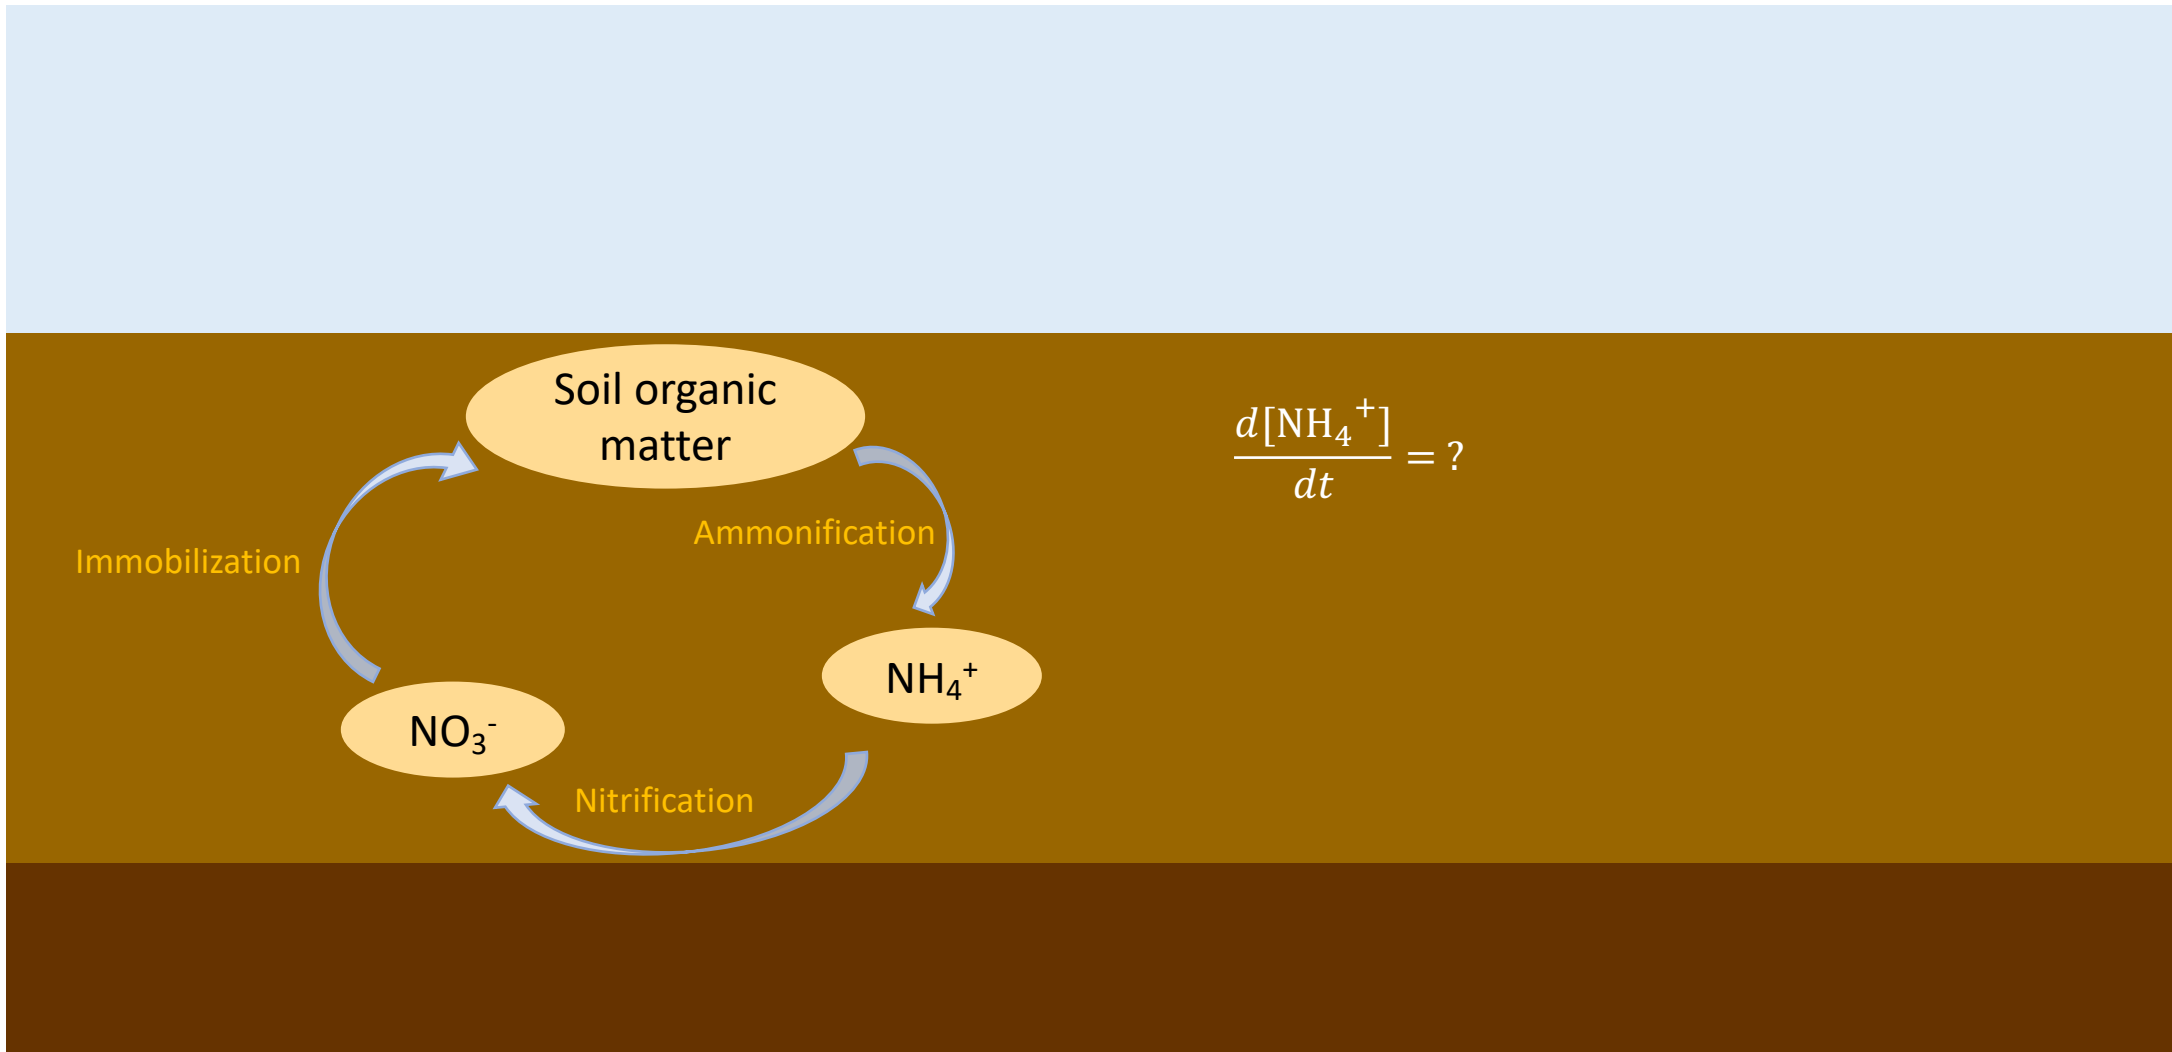 Soil organic
matter
d[NH₄⁺]
dt
= ?
Ammonification
Immobilization
NH₄⁺
NO₃⁻
Nitrification